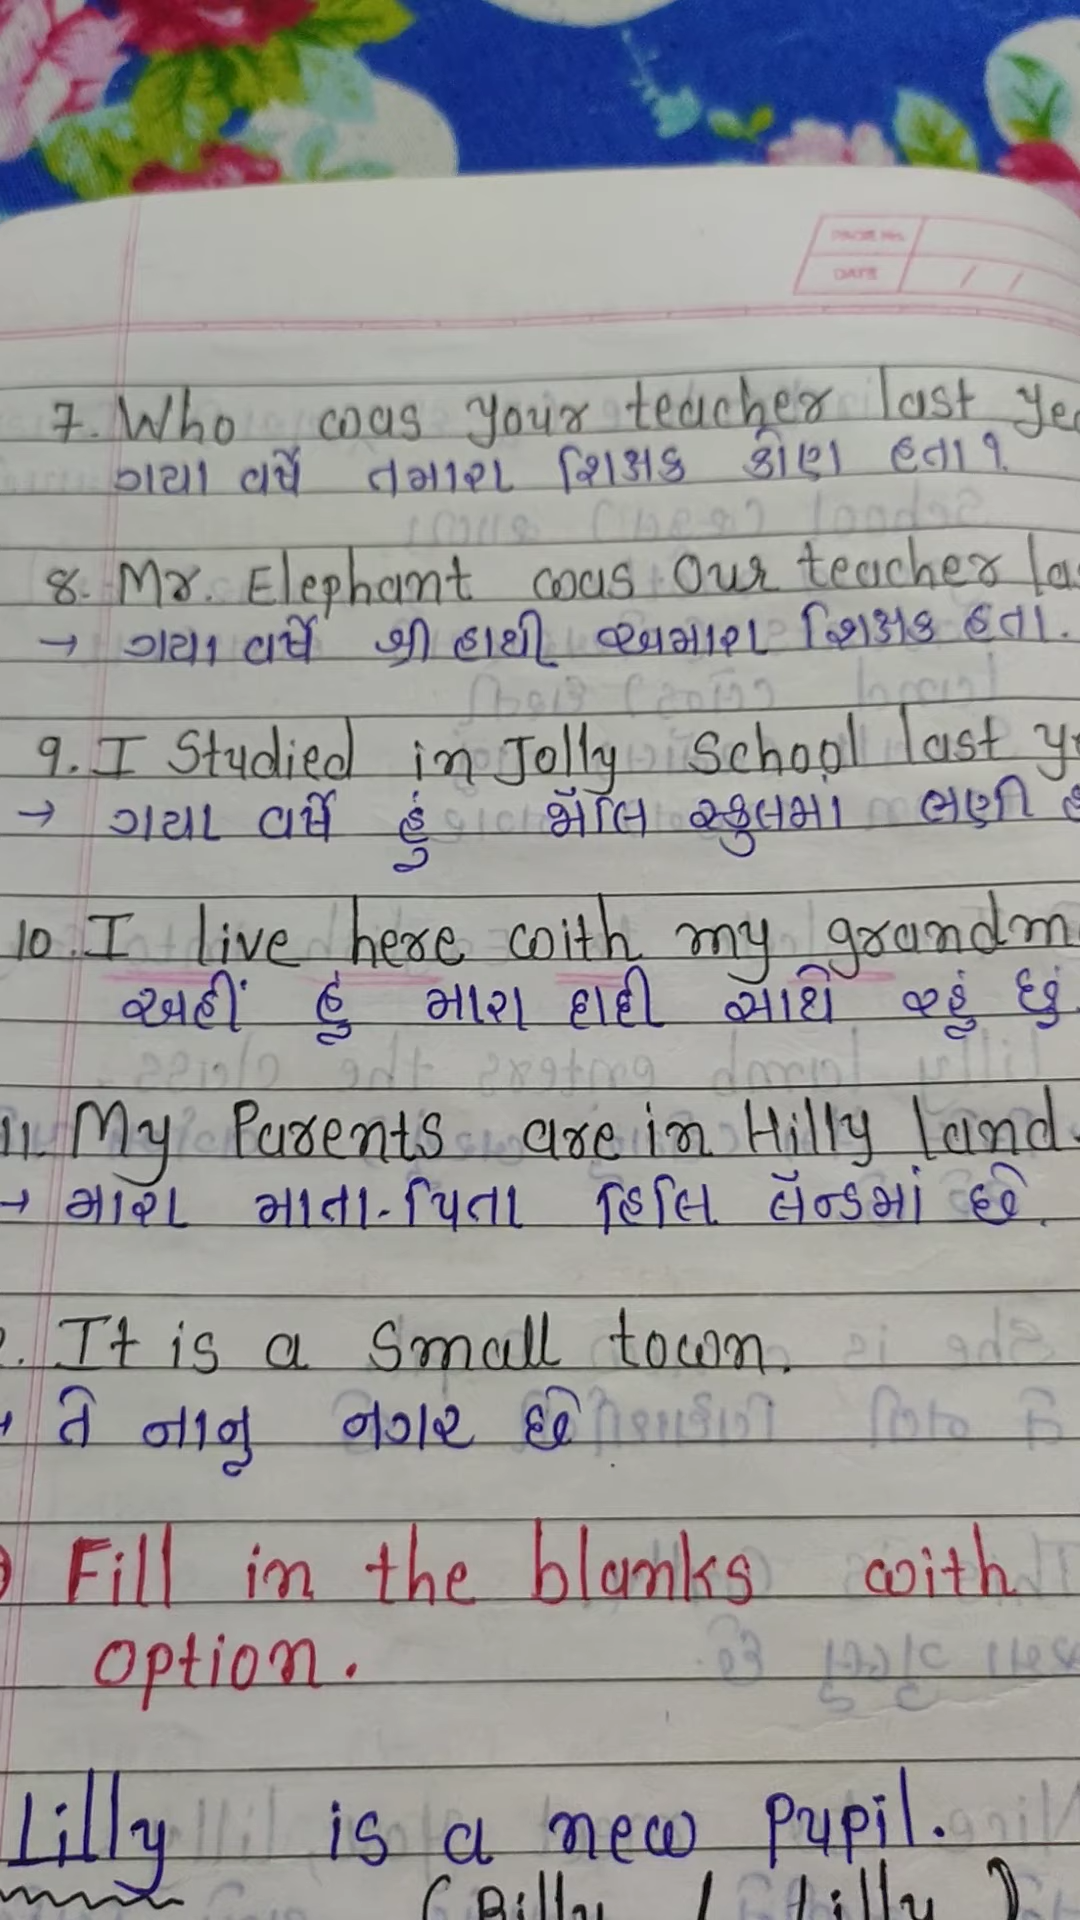 PAGE No.
DATE / /
7. Who was your teacher last
ગયા વર્ષે તમારા શિક્ષક કોણ હતા ?
8. Mr. Elephant was our teacher
→ ગયા વર્ષે શ્રી હાથી અમારા શિક્ષક હતા.
9. I Studied in Jolly School last
→ ગયા વર્ષે હું જૉલિ સ્કુલમાં ભણી
10. I live here with my
અહીં હું મારા દાદી સાથે રહું છું
11. My Parents are in Hilly land.
→ મારા માતા-પિતા હિલિ લૅન્ડમાં છે.
. It is a Small town.
→ તે નાનુ નગર છે
Fill in the blanks with
option.
Lilly is a new Pupil.
( Billy / Lilly )